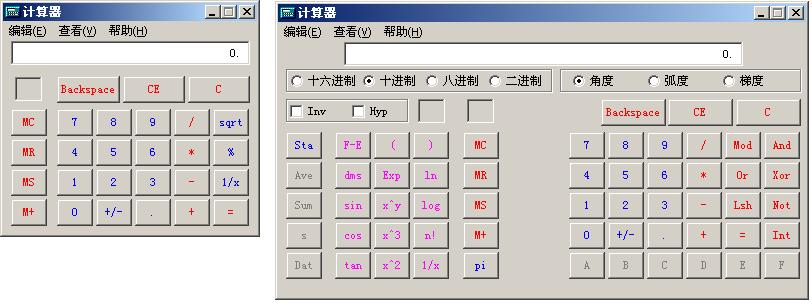 计算器
编辑(E) 查看(V) 帮助(H)
0.
Backspace CE C
MC 7 8 9 / sqrt
MR 4 5 6 * %
MS 1 2 3 - 1/x
M+ 0 +/- . + =
计算器
编辑(E) 查看(V) 帮助(H)
0.
十六进制 十进制 八进制 二进制 角度 弧度 梯度
Inv Hyp Backspace CE C
Sta F-E ( ) MC 7 8 9 / Mod And
Ave dms Exp ln MR 4 5 6 * Or Xor
Sum sin x^y log MS 1 2 3 - Lsh Not
s cos x^3 n! M+ 0 +/- . + = Int
Dat tan x^2 1/x pi A B C D E F